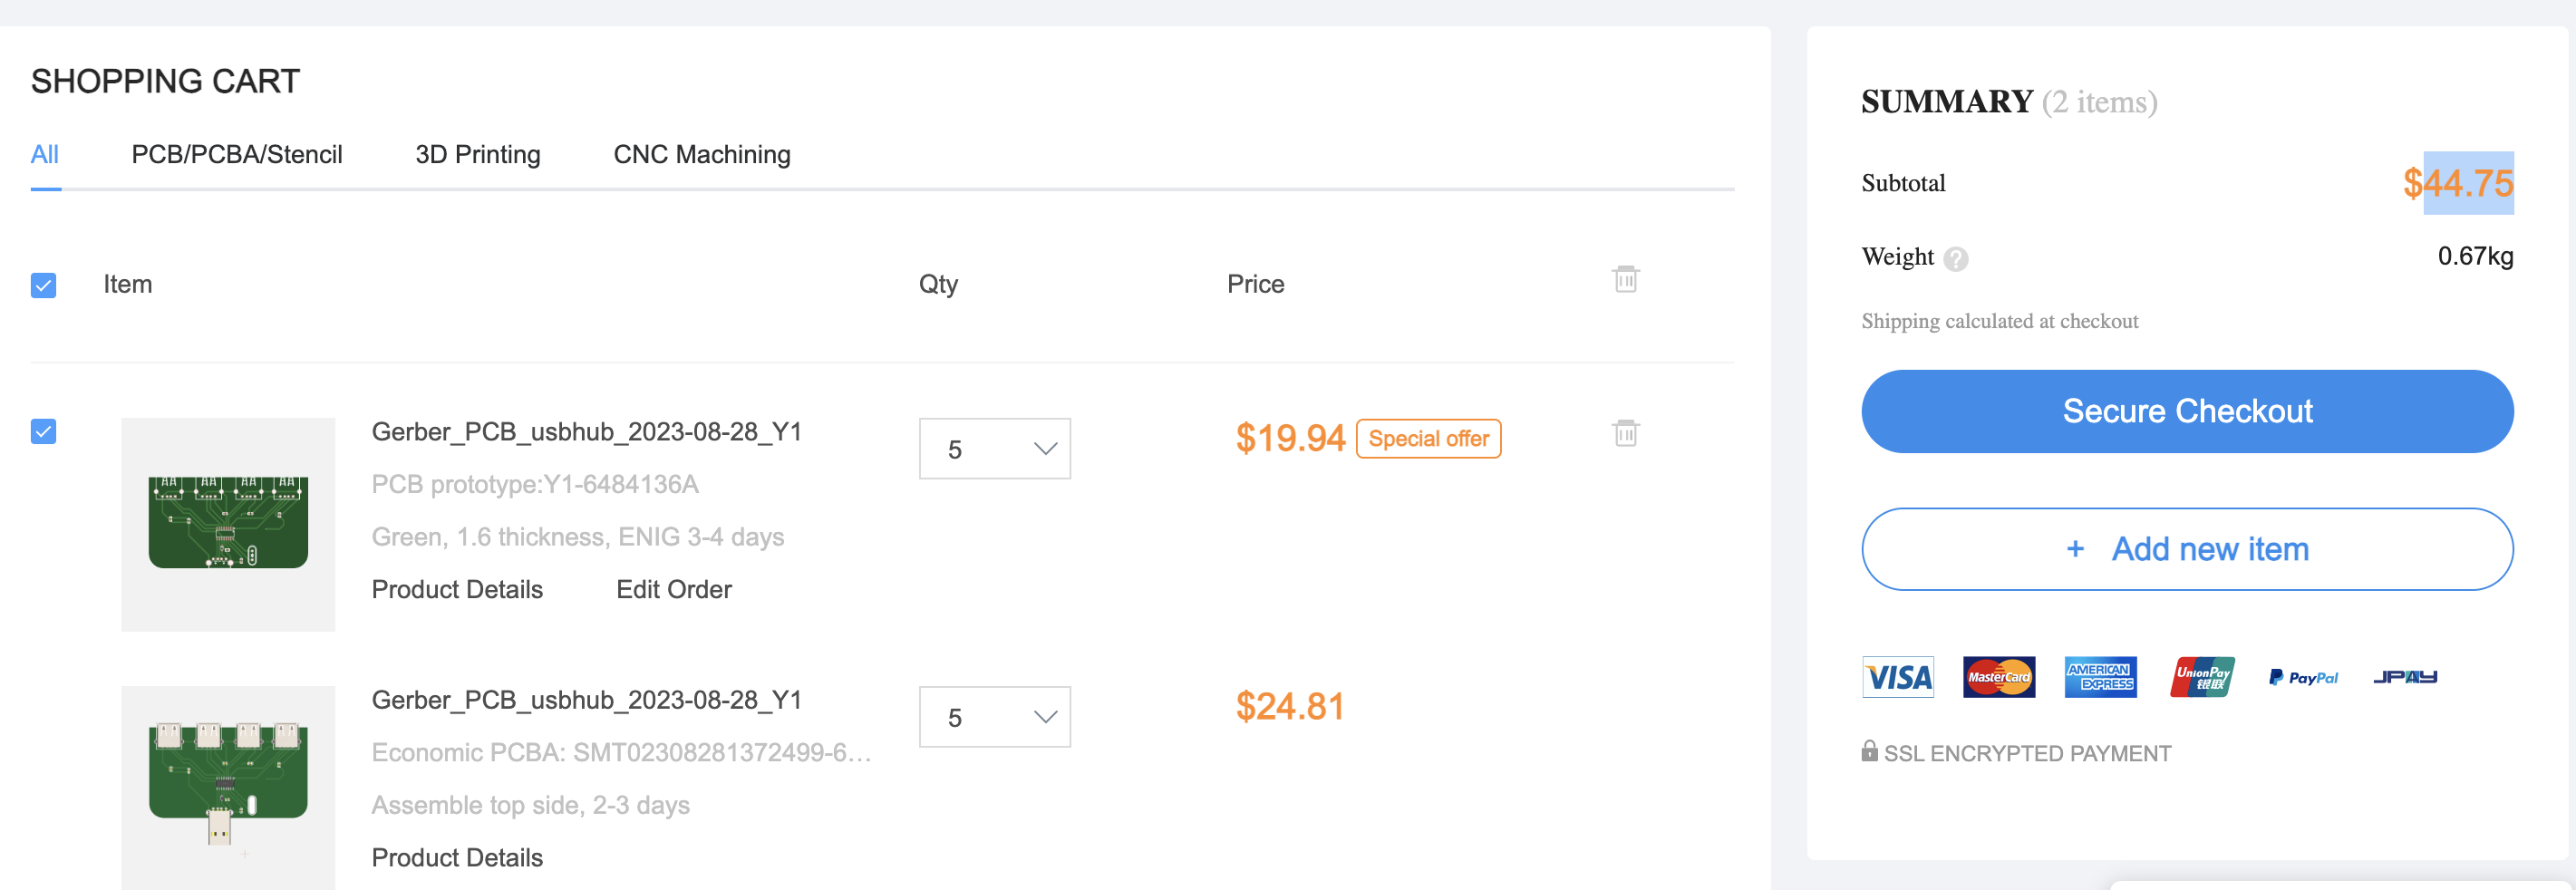 SHOPPING CART
All PCB/PCBA/Stencil 3D Printing CNC Machining
Item Qty Price
Gerber_PCB_usbhub_2023-08-28_Y1
PCB prototype:Y1-6484136A
Green, 1.6 thickness, ENIG 3-4 days
Product Details Edit Order
5
$19.94 Special offer
Gerber_PCB_usbhub_2023-08-28_Y1
Economic PCBA: SMT02308281372499-6...
Assemble top side, 2-3 days
Product Details
5
$24.81
SUMMARY (2 items)
Subtotal $44.75
Weight ? 0.67kg
Shipping calculated at checkout
Secure Checkout
+ Add new item
VISA MasterCard AMERICAN EXPRESS UnionPay 银联 PayPal JPAY
SSL ENCRYPTED PAYMENT